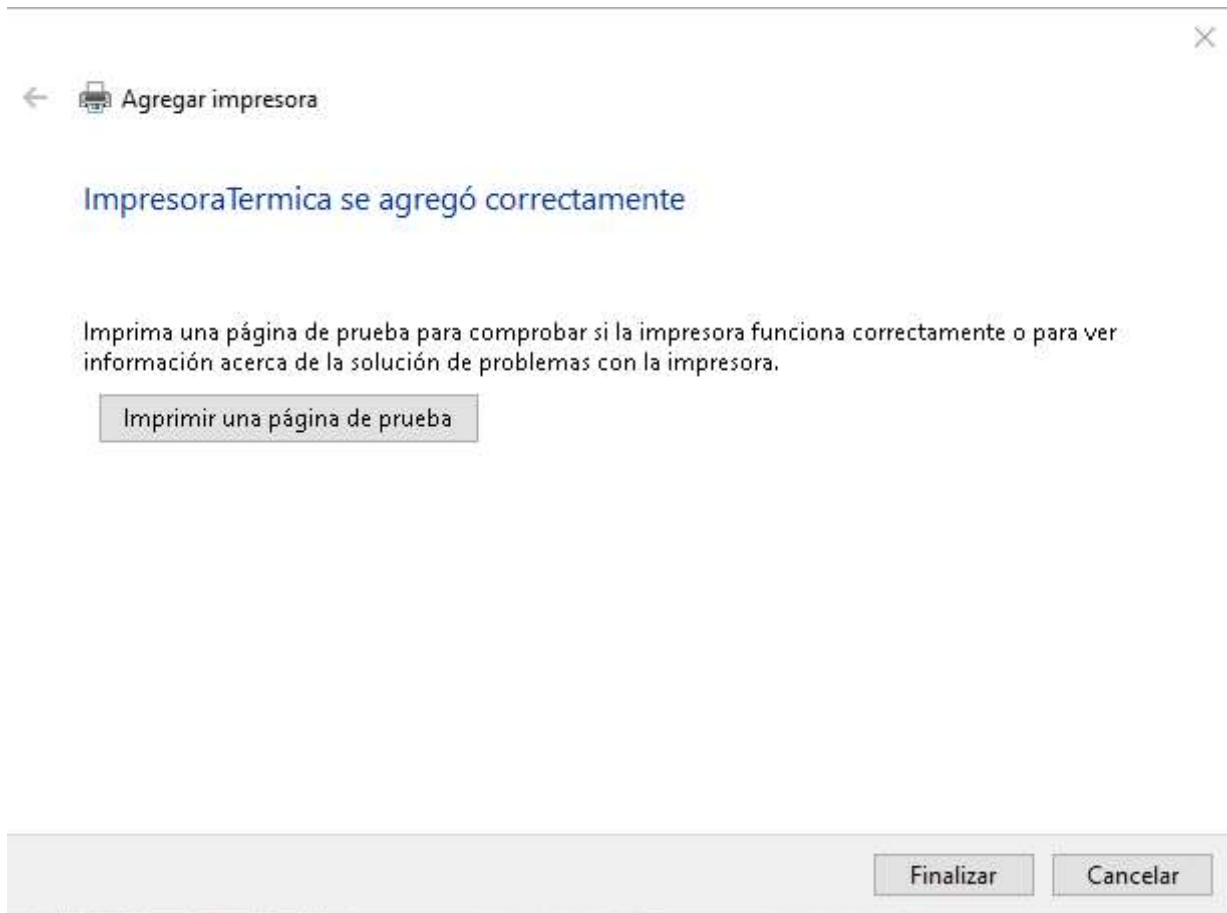 Agregar impresora
ImpresoraTermica se agregó correctamente
Imprima una página de prueba para comprobar si la impresora funciona correctamente o para ver
información acerca de la solución de problemas con la impresora.
Imprimir una página de prueba
Finalizar
Cancelar